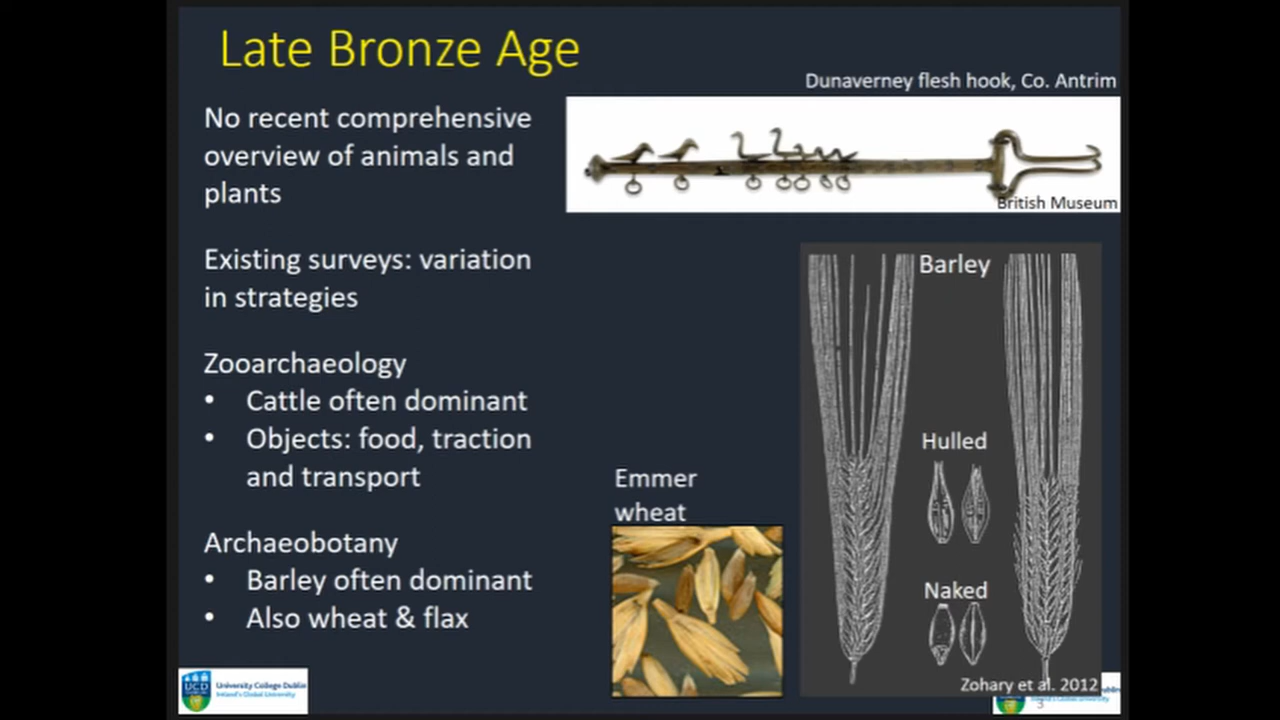 Late Bronze Age
Dunaverney flesh hook, Co. Antrim
No recent comprehensive
overview of animals and
plants
British Museum
Existing surveys: variation
in strategies
Zooarchaeology
• Cattle often dominant
• Objects: food, traction
and transport
Archaeobotany
• Barley often dominant
• Also wheat & flax
Emmer
wheat
Barley
Hulled
Naked
Zohary et al. 2012
UCD
University College Dublin
Ireland's Global University
3